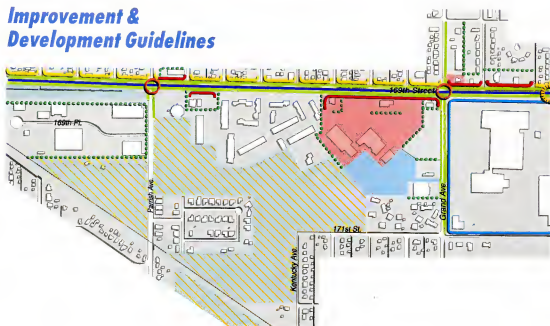 Improvement &
Development Guidelines
169th Street
169th Pl.
Parrish Ave.
Grand Ave.
171st St.
Kentucky Ave.